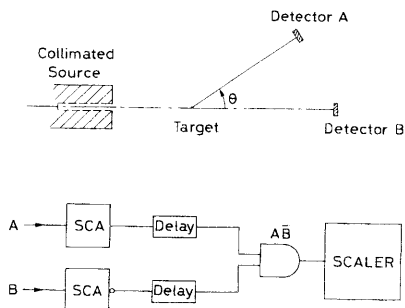 Detector A
Collimated
Source
θ
Target
Detector B
A
SCA
Delay
AB̄
SCALER
B
SCA
Delay